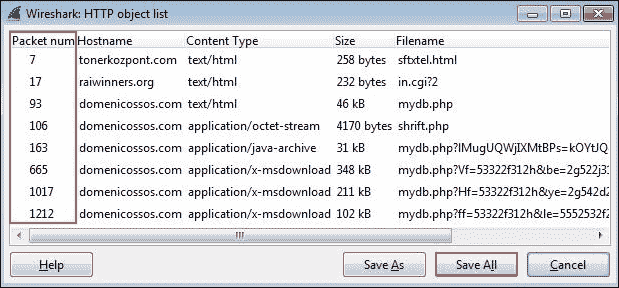 Wireshark: HTTP object list
Packet num Hostname Content Type Size Filename
7 tonerkozpont.com text/html 258 bytes sftxtel.html
17 raiwinners.org text/html 232 bytes in.cgi?2
93 domenicossos.com text/html 46 kB mydb.php
106 domenicossos.com application/octet-stream 4170 bytes shrift.php
163 domenicossos.com application/java-archive 31 kB mydb.php?lMugUQWjIXMtBPs=kOYtJQ
665 domenicossos.com application/x-msdownload 348 kB mydb.php?Vf=53322f312h&be=2g522j31
1017 domenicossos.com application/x-msdownload 211 kB mydb.php?Hf=53322f312h&ye=2g542d2
1212 domenicossos.com application/x-msdownload 102 kB mydb.php?ff=53322f312h&le=5552532f2
Help Save As Save All Cancel